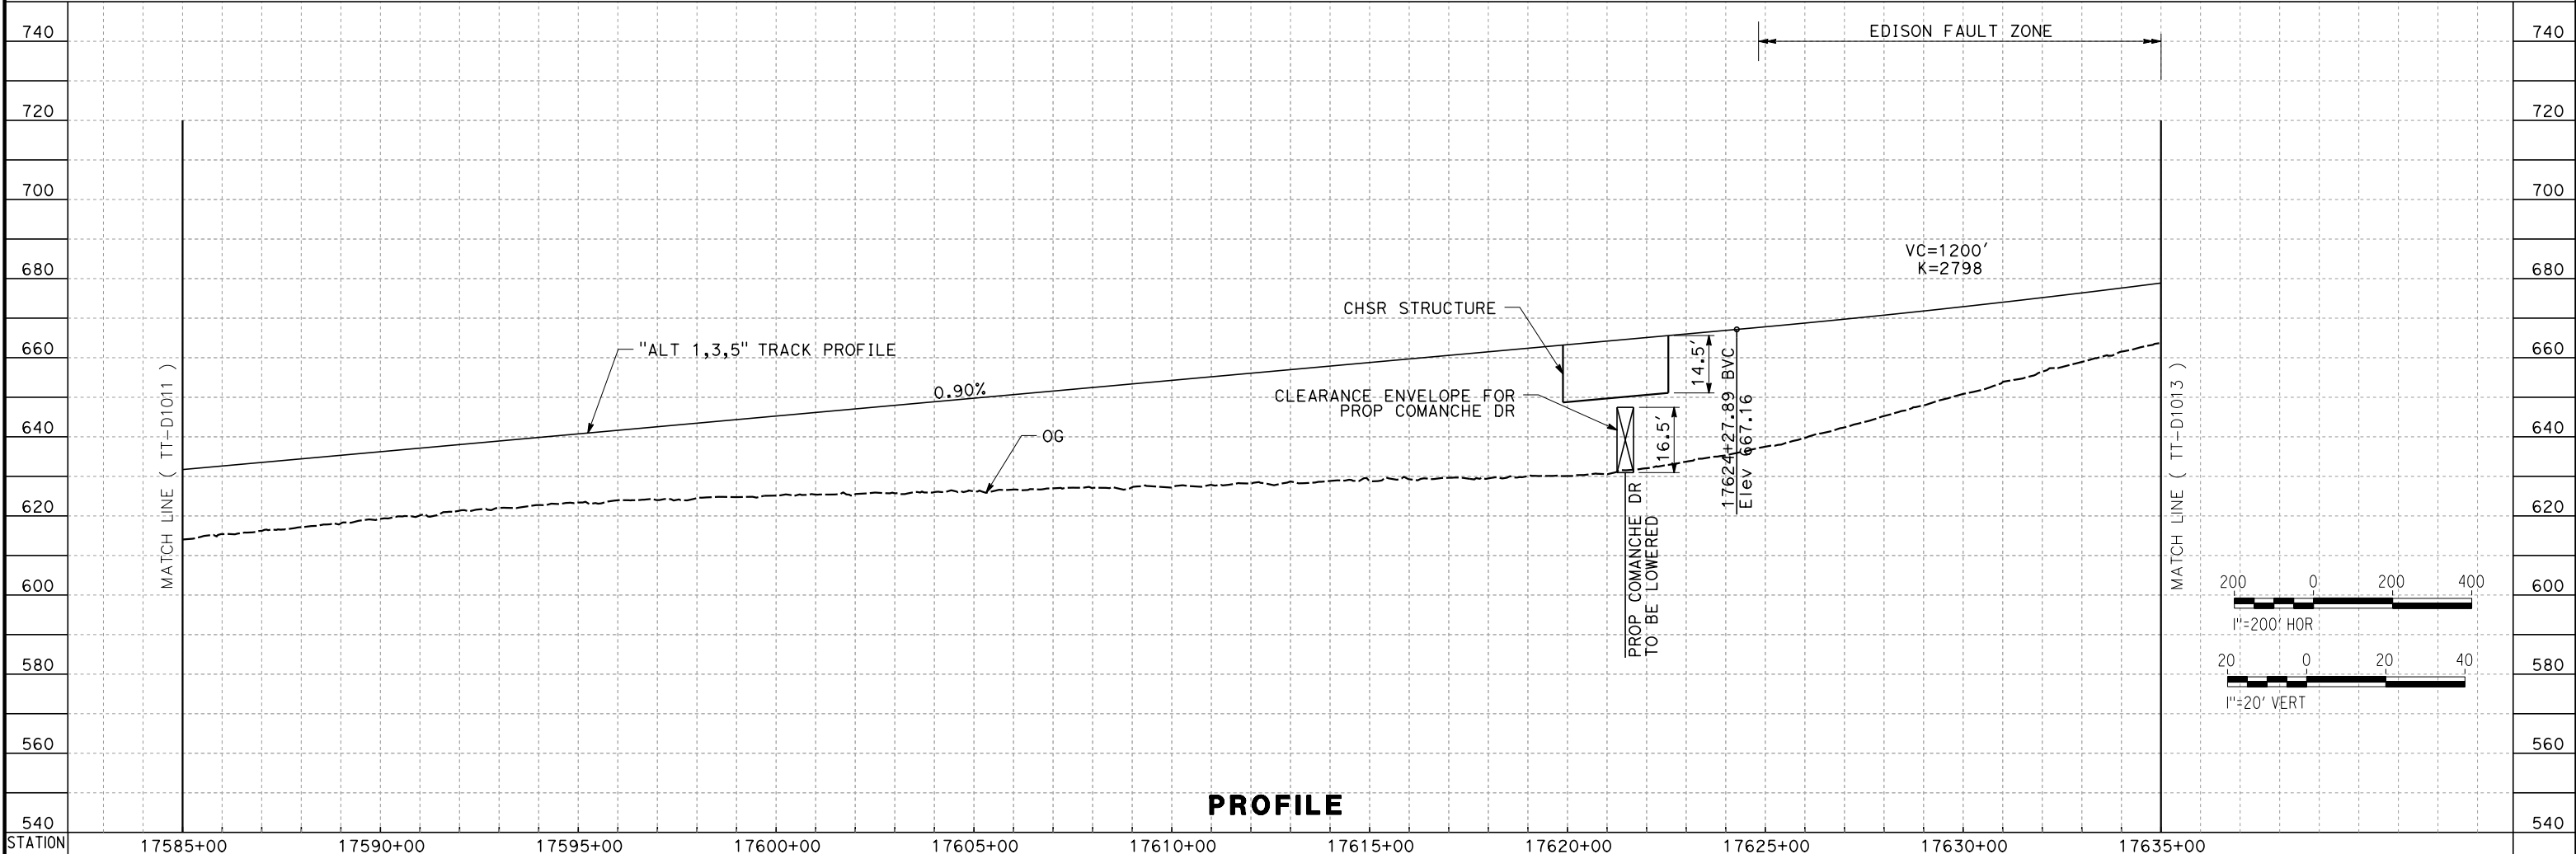 EDISON FAULT ZONE
740
740
720
720
700
700
VC=1200'
K=2798
680
680
CHSR STRUCTURE
"ALT 1,3,5" TRACK PROFILE
660
660
14.5'
0.90%
CLEARANCE ENVELOPE FOR
PROP COMANCHE DR
17624+27.89 BVC
Elev 667.16
OG
16.5'
640
640
MATCH LINE ( TT-D1011 )
MATCH LINE ( TT-D1013 )
620
620
PROP COMANCHE DR
TO BE LOWERED
600
600
200 0 200 400
1"=200' HOR
580
580
20 0 20 40
1"=20' VERT
560
560
PROFILE
540
540
STATION 17585+00 17590+00 17595+00 17600+00 17605+00 17610+00 17615+00 17620+00 17625+00 17630+00 17635+00